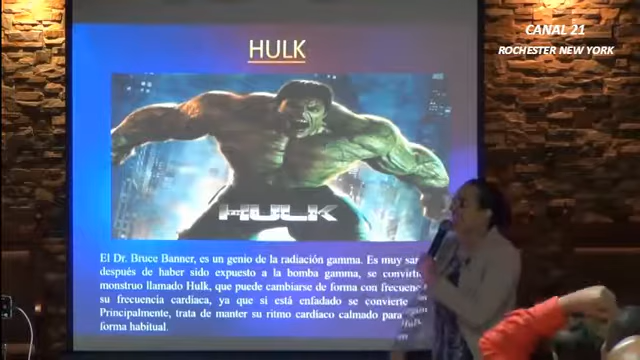 CANAL 21
ROCHESTER NEW YORK
HULK
HULK
El Dr. Bruce Banner, es un genio de la radiación gamma. Es muy
después de haber sido expuesto a la bomba gamma, se
monstruo llamado Hulk, que puede cambiarse de forma con
su frecuencia cardíaca, ya que si está enfadado se convierte
Principalmente, trata de mantener su ritmo cardíaco calmado para
forma habitual.